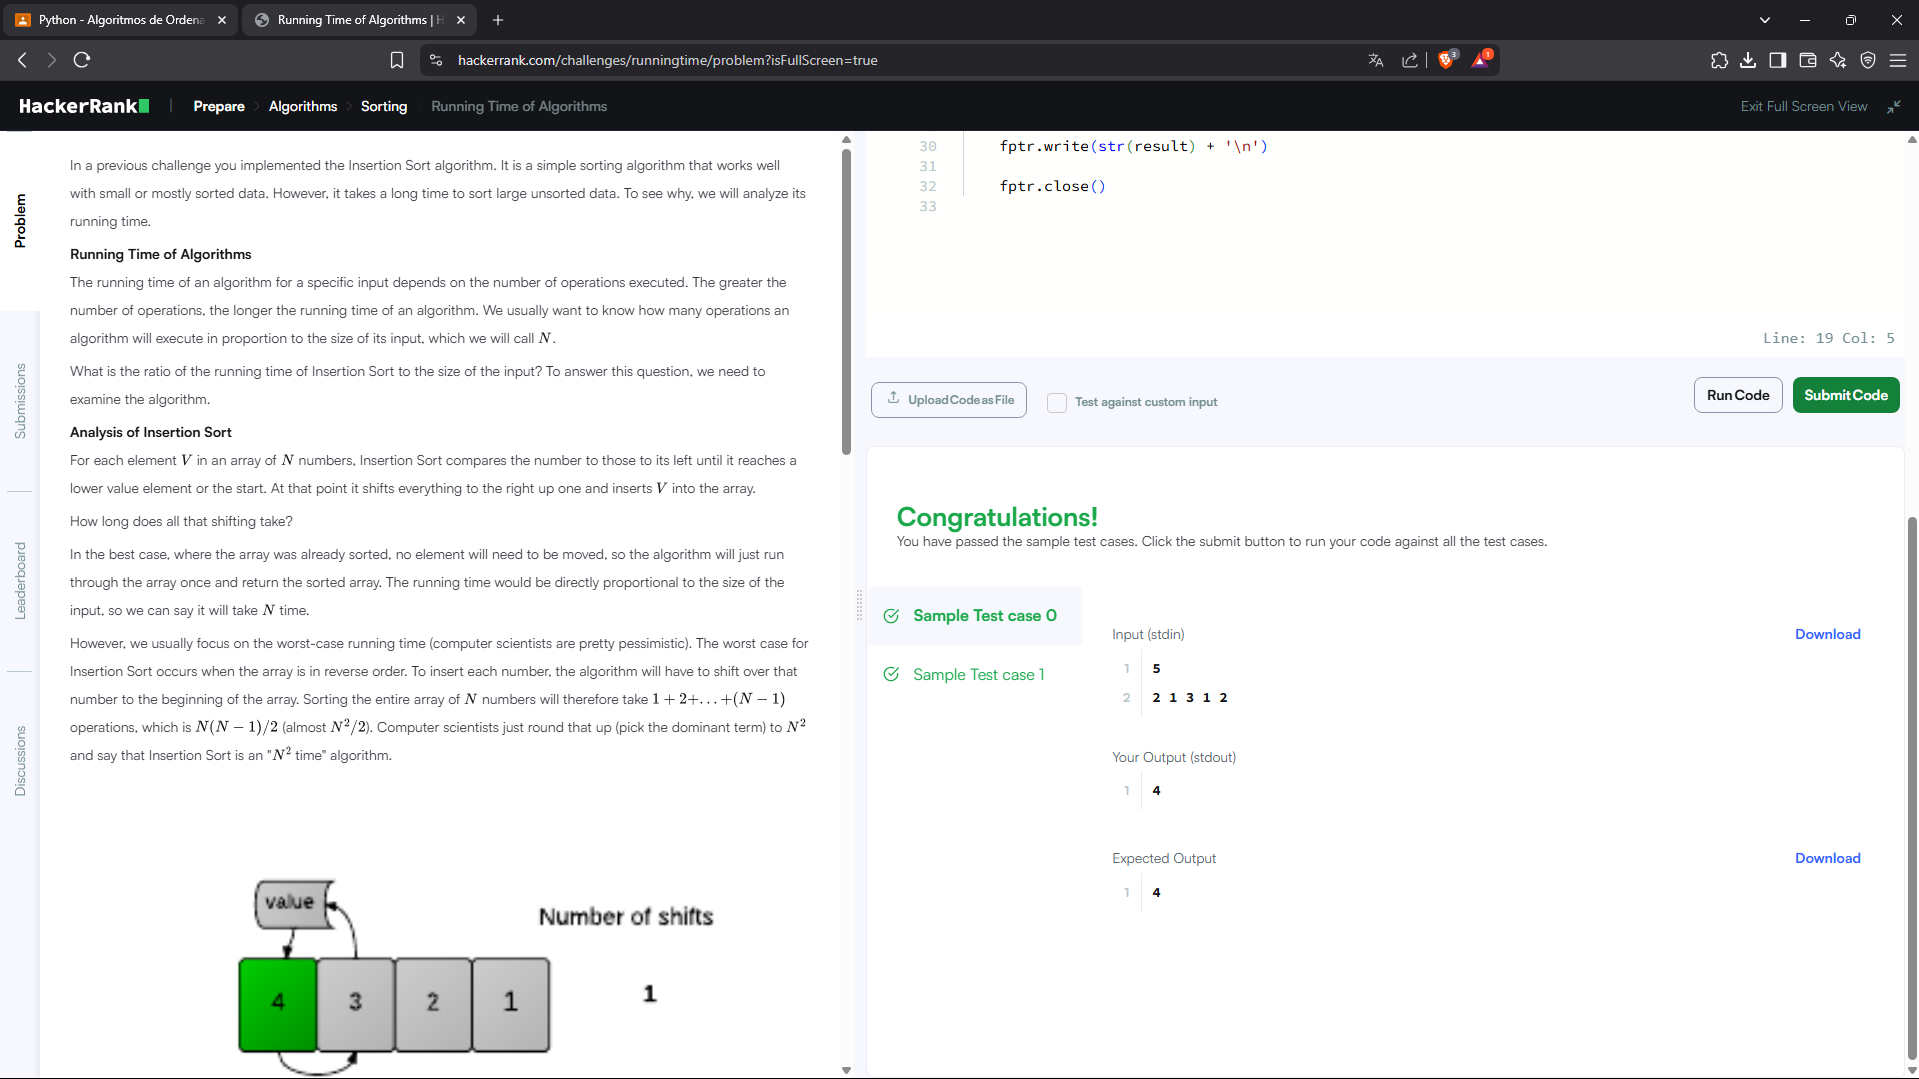 Python - Algoritmos de Ordena
Running Time of Algorithms | H
hackerrank.com/challenges/runningtime/problem?isFullScreen=true
3
1
HackerRank
Prepare
Algorithms
Sorting
Running Time of Algorithms
Exit Full Screen View
Problem
Submissions
Leaderboard
Discussions
In a previous challenge you implemented the Insertion Sort algorithm. It is a simple sorting algorithm that works well
with small or mostly sorted data. However, it takes a long time to sort large unsorted data. To see why, we will analyze its
running time.
Running Time of Algorithms
The running time of an algorithm for a specific input depends on the number of operations executed. The greater the
number of operations, the longer the running time of an algorithm. We usually want to know how many operations an
algorithm will execute in proportion to the size of its input, which we will call N.
What is the ratio of the running time of Insertion Sort to the size of the input? To answer this question, we need to
examine the algorithm.
Analysis of Insertion Sort
For each element V in an array of N numbers, Insertion Sort compares the number to those to its left until it reaches a
lower value element or the start. At that point it shifts everything to the right up one and inserts V into the array.
How long does all that shifting take?
In the best case, where the array was already sorted, no element will need to be moved, so the algorithm will just run
through the array once and return the sorted array. The running time would be directly proportional to the size of the
input, so we can say it will take N time.
However, we usually focus on the worst-case running time (computer scientists are pretty pessimistic). The worst case for
Insertion Sort occurs when the array is in reverse order. To insert each number, the algorithm will have to shift over that
number to the beginning of the array. Sorting the entire array of N numbers will therefore take 1 + 2+...+(N − 1)
operations, which is N(N − 1)/2 (almost N²/2). Computer scientists just round that up (pick the dominant term) to N²
and say that Insertion Sort is an "N² time" algorithm.
value
Number of shifts
4 3 2 1
1
30 fptr.write(str(result) + '\n')
31
32 fptr.close()
33
Line: 19 Col: 5
Upload Code as File
Test against custom input
Run Code
Submit Code
Congratulations!
You have passed the sample test cases. Click the submit button to run your code against all the test cases.
Sample Test case 0
Sample Test case 1
Input (stdin)
Download
1 5
2 2 1 3 1 2
Your Output (stdout)
1 4
Expected Output
Download
1 4